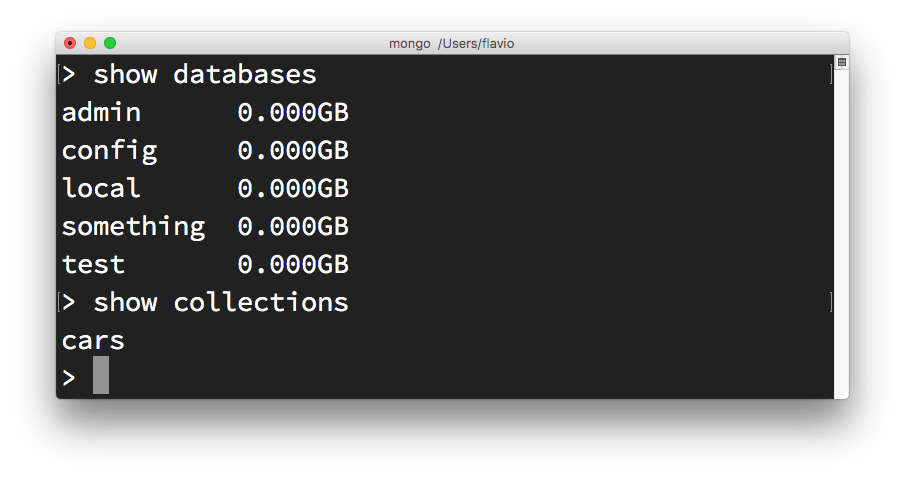 mongo /Users/flavio
> show databases
admin      0.000GB
config     0.000GB
local      0.000GB
something  0.000GB
test       0.000GB
> show collections
cars
>